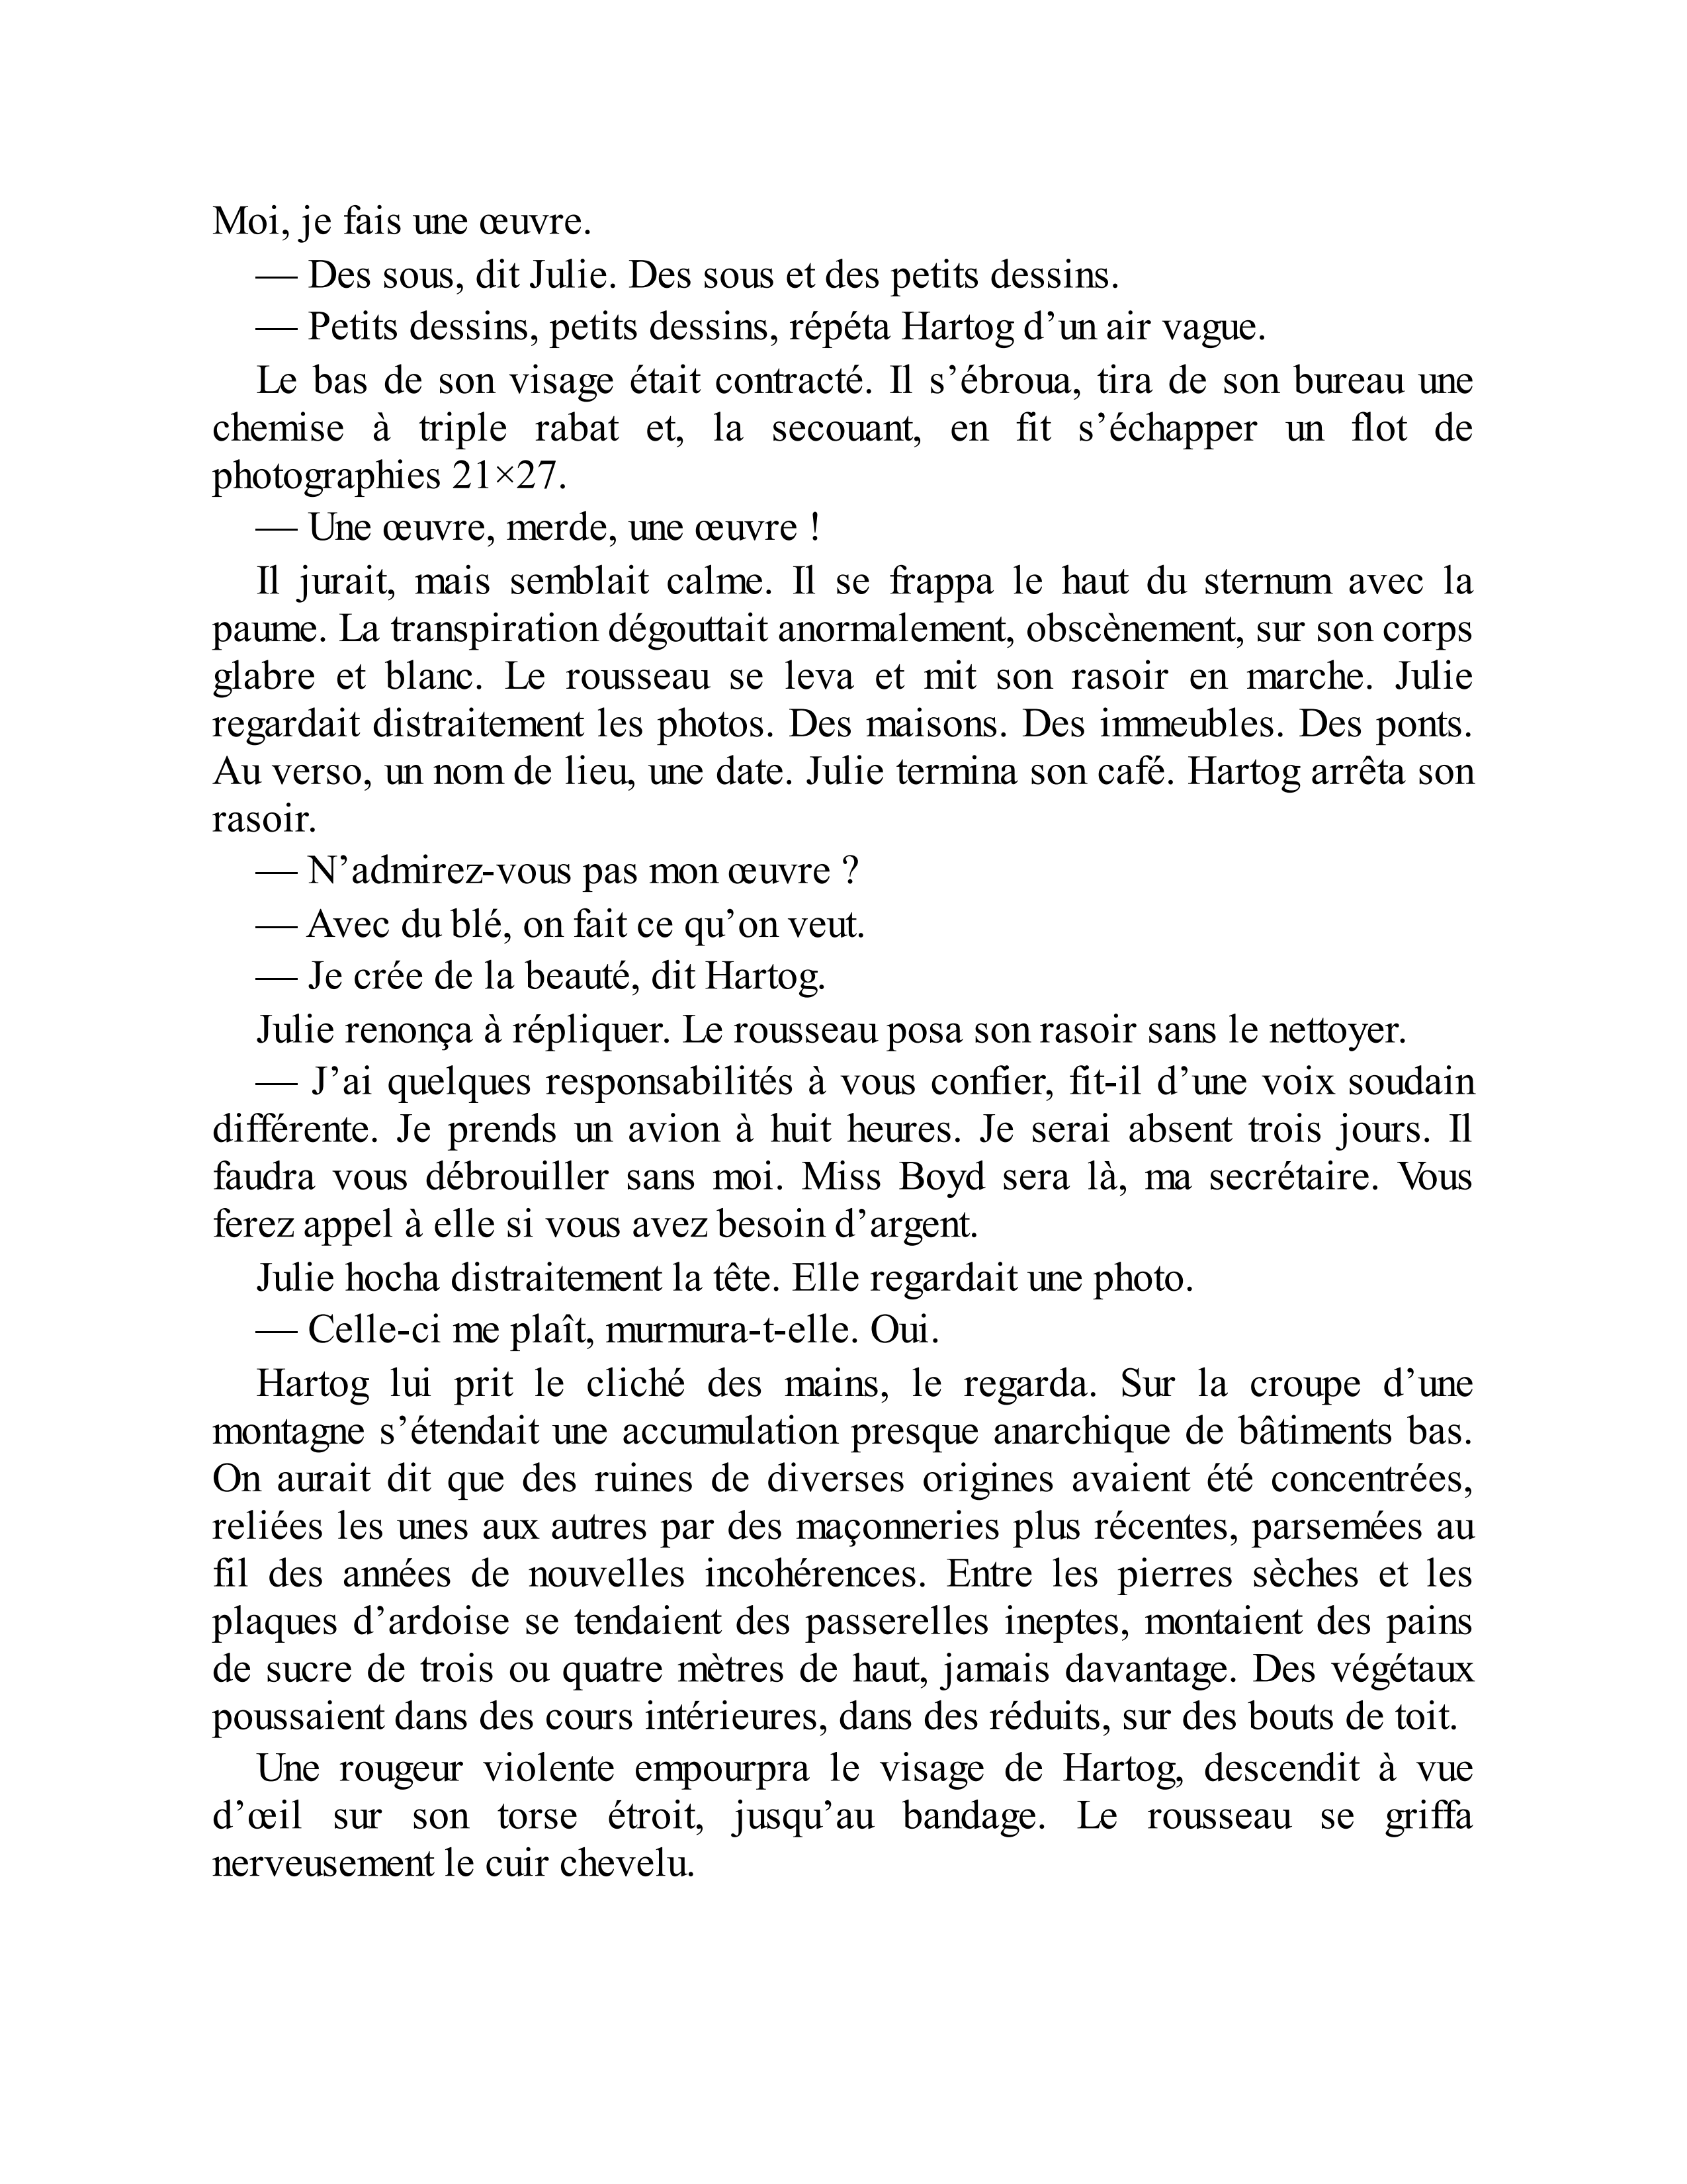 Moi, je fais une œuvre.
— Des sous, dit Julie. Des sous et des petits dessins.
— Petits dessins, petits dessins, répéta Hartog d’un air vague.
Le bas de son visage était contracté. Il s’ébroua, tira de son bureau une
chemise à triple rabat et, la secouant, en fit s’échapper un flot de
photographies 21×27.
— Une œuvre, merde, une œuvre !
Il jurait, mais semblait calme. Il se frappa le haut du sternum avec la
paume. La transpiration dégouttait anormalement, obscènement, sur son corps
glabre et blanc. Le rousseau se leva et mit son rasoir en marche. Julie
regardait distraitement les photos. Des maisons. Des immeubles. Des ponts.
Au verso, un nom de lieu, une date. Julie termina son café. Hartog arrêta son
rasoir.
— N’admirez-vous pas mon œuvre ?
— Avec du blé, on fait ce qu’on veut.
— Je crée de la beauté, dit Hartog.
Julie renonça à répliquer. Le rousseau posa son rasoir sans le nettoyer.
— J’ai quelques responsabilités à vous confier, fit-il d’une voix soudain
différente. Je prends un avion à huit heures. Je serai absent trois jours. Il
faudra vous débrouiller sans moi. Miss Boyd sera là, ma secrétaire. Vous
ferez appel à elle si vous avez besoin d’argent.
Julie hocha distraitement la tête. Elle regardait une photo.
— Celle-ci me plaît, murmura-t-elle. Oui.
Hartog lui prit le cliché des mains, le regarda. Sur la croupe d’une
montagne s’étendait une accumulation presque anarchique de bâtiments bas.
On aurait dit que des ruines de diverses origines avaient été concentrées,
reliées les unes aux autres par des maçonneries plus récentes, parsemées au
fil des années de nouvelles incohérences. Entre les pierres sèches et les
plaques d’ardoise se tendaient des passerelles ineptes, montaient des pains
de sucre de trois ou quatre mètres de haut, jamais davantage. Des végétaux
poussaient dans des cours intérieures, dans des réduits, sur des bouts de toit.
Une rougeur violente empourpra le visage de Hartog, descendit à vue
d’œil sur son torse étroit, jusqu’au bandage. Le rousseau se griffa
nerveusement le cuir chevelu.